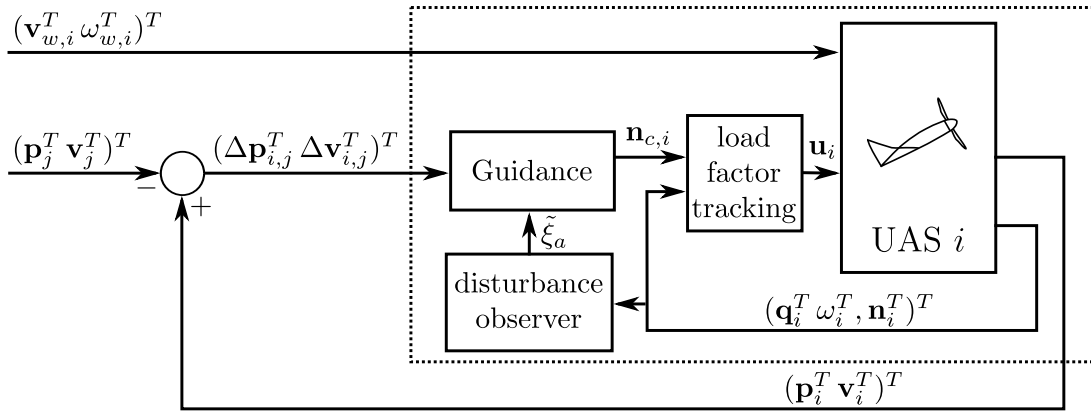 (v_{w,i}^T ω_{w,i}^T)^T
(p_j^T v_j^T)^T
−
+
(Δp_{i,j}^T Δv_{i,j}^T)^T
Guidance
n_{c,i}
load
factor
tracking
u_i
UAS i
ξ̃_a
disturbance
observer
(q_i^T ω_i^T, n_i^T)^T
(p_i^T v_i^T)^T